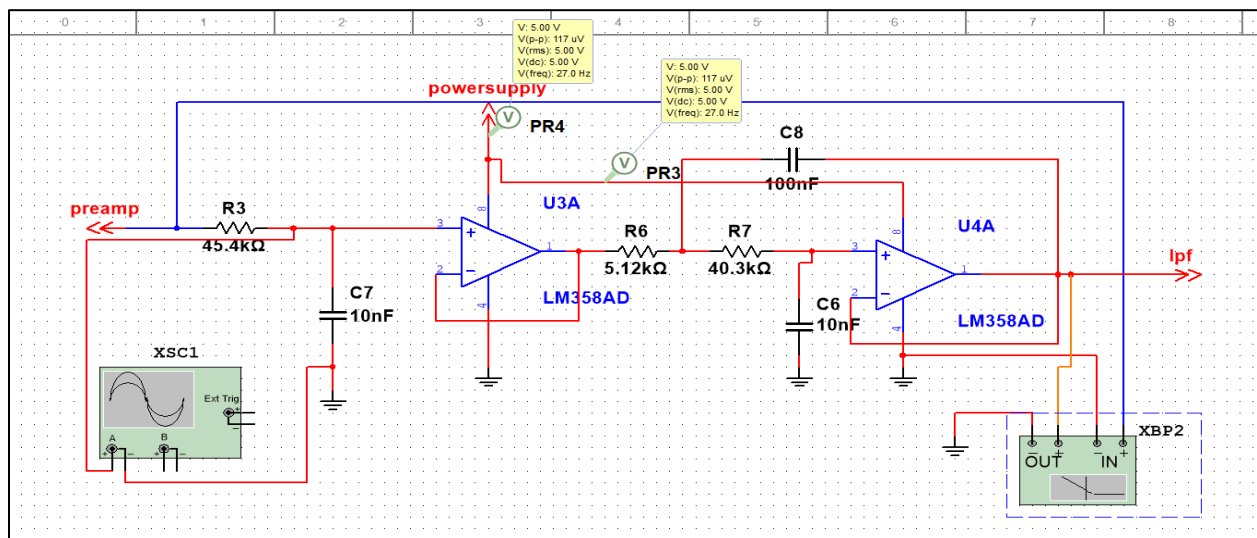 0 1 2 3 4 5 6 7 8
V: 5.00 V
V(p-p): 117 uV
V(rms): 5.00 V
V(dc): 5.00 V
V(freq): 27.0 Hz
V: 5.00 V
V(p-p): 117 uV
V(rms): 5.00 V
V(dc): 5.00 V
V(freq): 27.0 Hz
powersupply
V
PR4
V
PR3
C8
100nF
preamp
R3
45.4kΩ
3
2
8
4
1
+
−
U3A
LM358AD
R6
5.12kΩ
R7
40.3kΩ
3
2
8
4
1
+
−
U4A
LM358AD
lpf
C7
10nF
C6
10nF
XSC1
Ext Trig
+
−
A
B
+ −
+ −
XBP2
− + − +
OUT IN